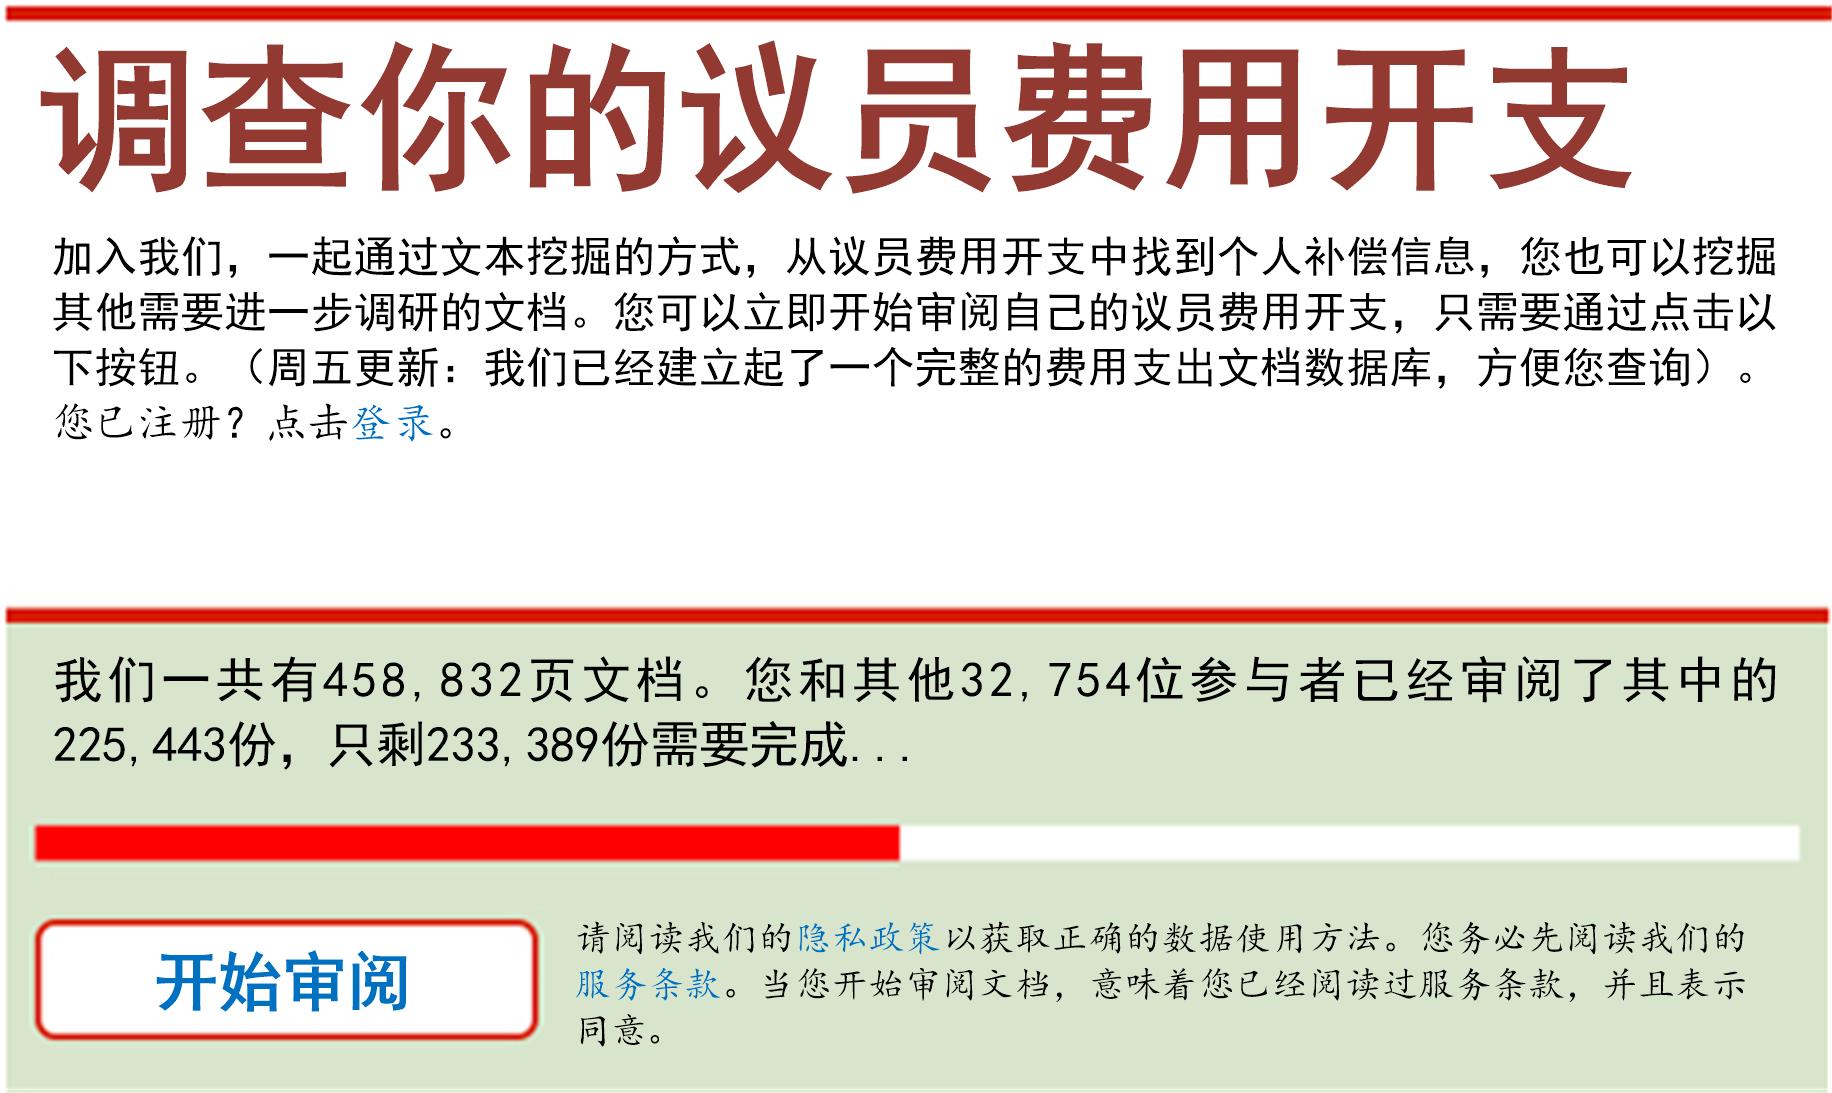 调查你的议员费用开支
加入我们，一起通过文本挖掘的方式，从议员费用开支中找到个人补偿信息，您也可以挖掘
其他需要进一步调研的文档。您可以立即开始审阅自己的议员费用开支，只需要通过点击以
下按钮。（周五更新：我们已经建立起了一个完整的费用支出文档数据库，方便您查询）。
您已注册？点击登录。
我们一共有458,832页文档。您和其他32,754位参与者已经审阅了其中的
225,443份，只剩233,389份需要完成...
开始审阅
请阅读我们的隐私政策以获取正确的数据使用方法。您务必先阅读我们的
服务条款。当您开始审阅文档，意味着您已经阅读过服务条款，并且表示
同意。